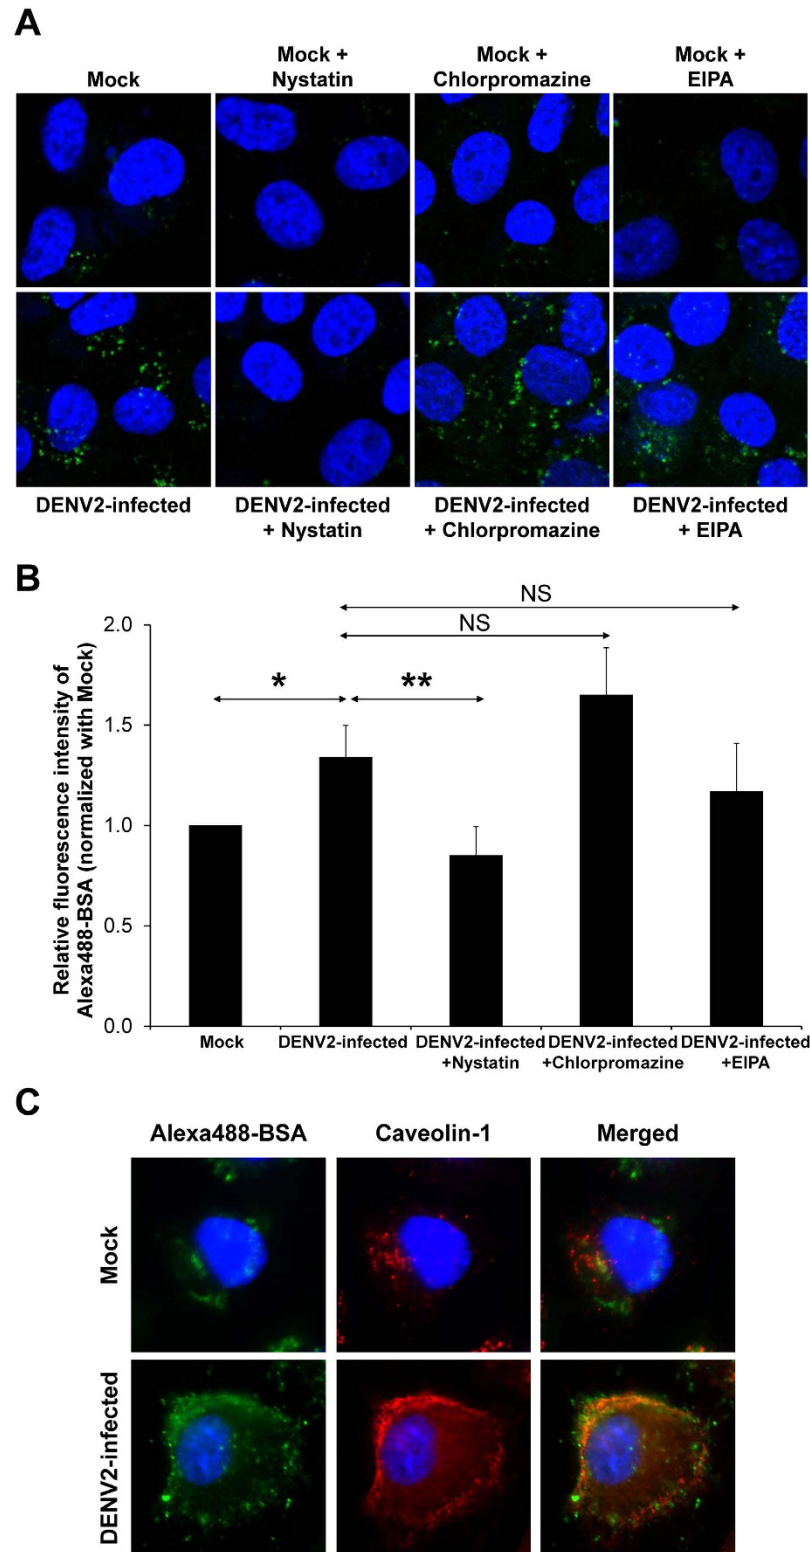 A
Mock
Mock +
Nystatin
Mock +
Chlorpromazine
Mock +
EIPA
DENV2-infected
DENV2-infected
+ Nystatin
DENV2-infected
+ Chlorpromazine
DENV2-infected
+ EIPA
B
Relative fluorescence intensity of
Alexa488-BSA (normalized with Mock)
2.0
1.5
1.0
0.5
0.0
NS
NS
*
**
Mock
DENV2-infected
DENV2-infected
+Nystatin
DENV2-infected
+Chlorpromazine
DENV2-infected
+EIPA
C
Alexa488-BSA
Caveolin-1
Merged
Mock
DENV2-infected